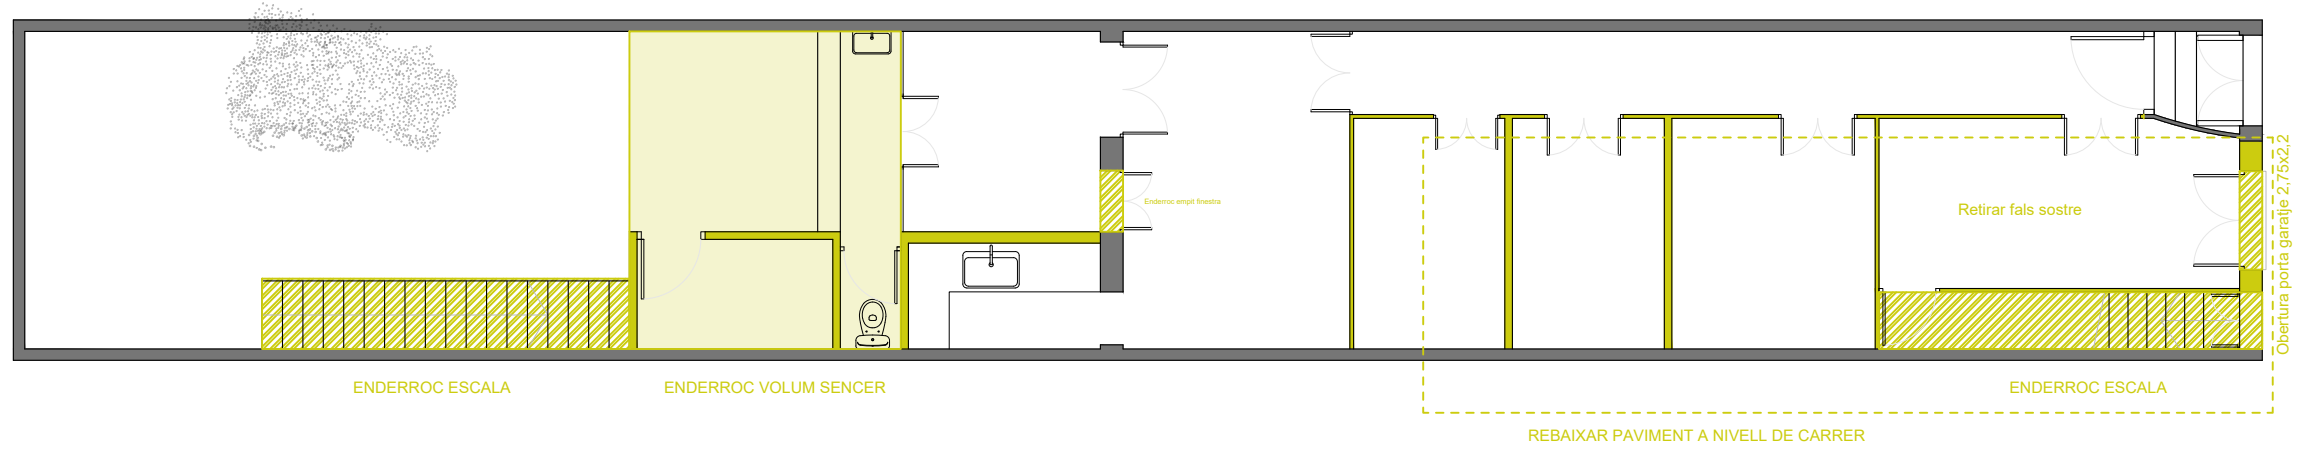 Enderroc empit finestra
Retirar fals sostre
Obertura porta garatje 2,75x2,2
ENDERROC ESCALA
ENDERROC VOLUM SENCER
ENDERROC ESCALA
REBAIXAR PAVIMENT A NIVELL DE CARRER